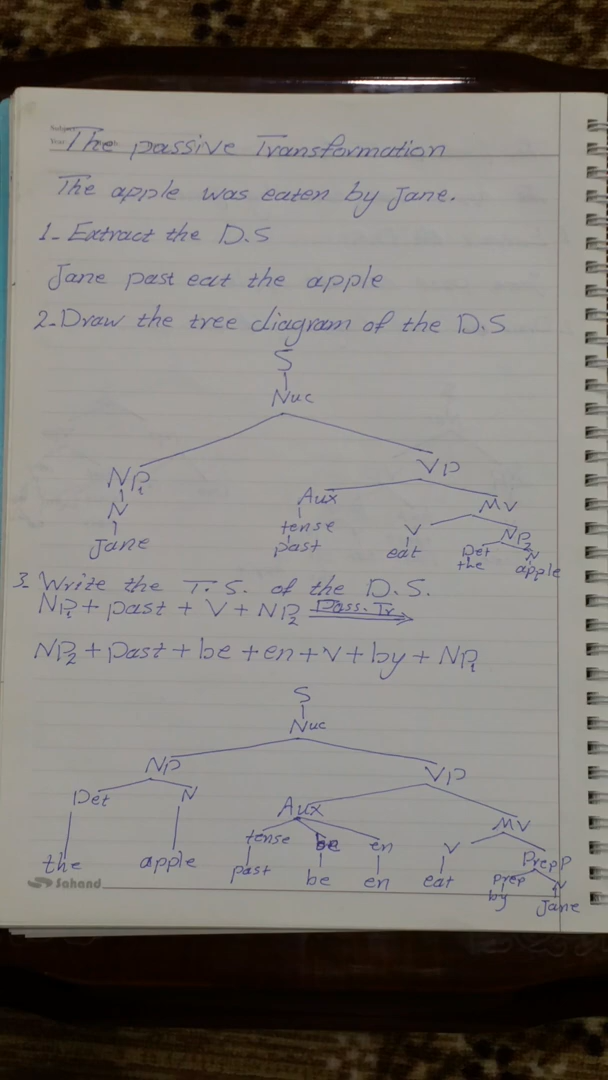 Subject
The passive Transformation
The apple was eaten by Jane.
1- Extract the D.S
Jane past eat the apple
2-Draw the tree diagram of the D.S
S
Nuc
NP₁ VP
N Aux MV
Jane tense V NP₂
past eat Det N
the apple
3- Write the T.S. of the D.S.
NP₁ + past + V + NP₂ Pass. Tr
NP₂ + past + be + en + V + by + NP₁
S
Nuc
NP VP
Det N Aux MV
tense be en V PrepP
the apple past be en eat prep N
by Jane
Sahand